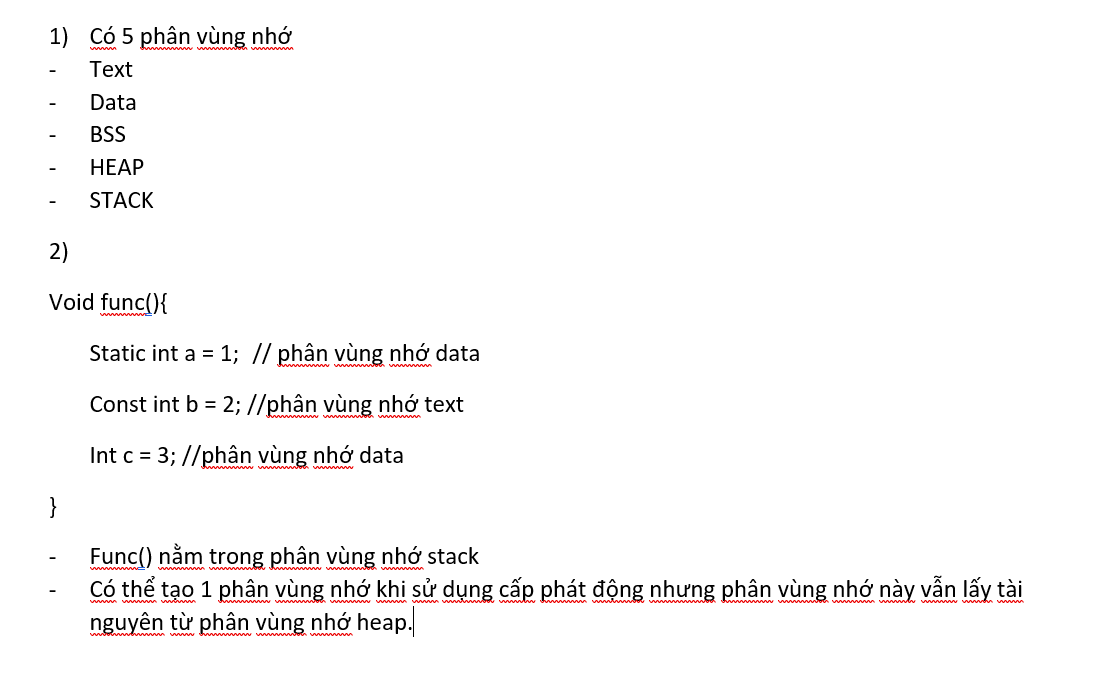 1) Có 5 phân vùng nhớ
- Text
- Data
- BSS
- HEAP
- STACK
2)
Void func(){
Static int a = 1; // phân vùng nhớ data
Const int b = 2; //phân vùng nhớ text
Int c = 3; //phân vùng nhớ data
}
- Func() nằm trong phân vùng nhớ stack
- Có thể tạo 1 phân vùng nhớ khi sử dụng cấp phát động nhưng phân vùng nhớ này vẫn lấy tài
nguyên từ phân vùng nhớ heap.